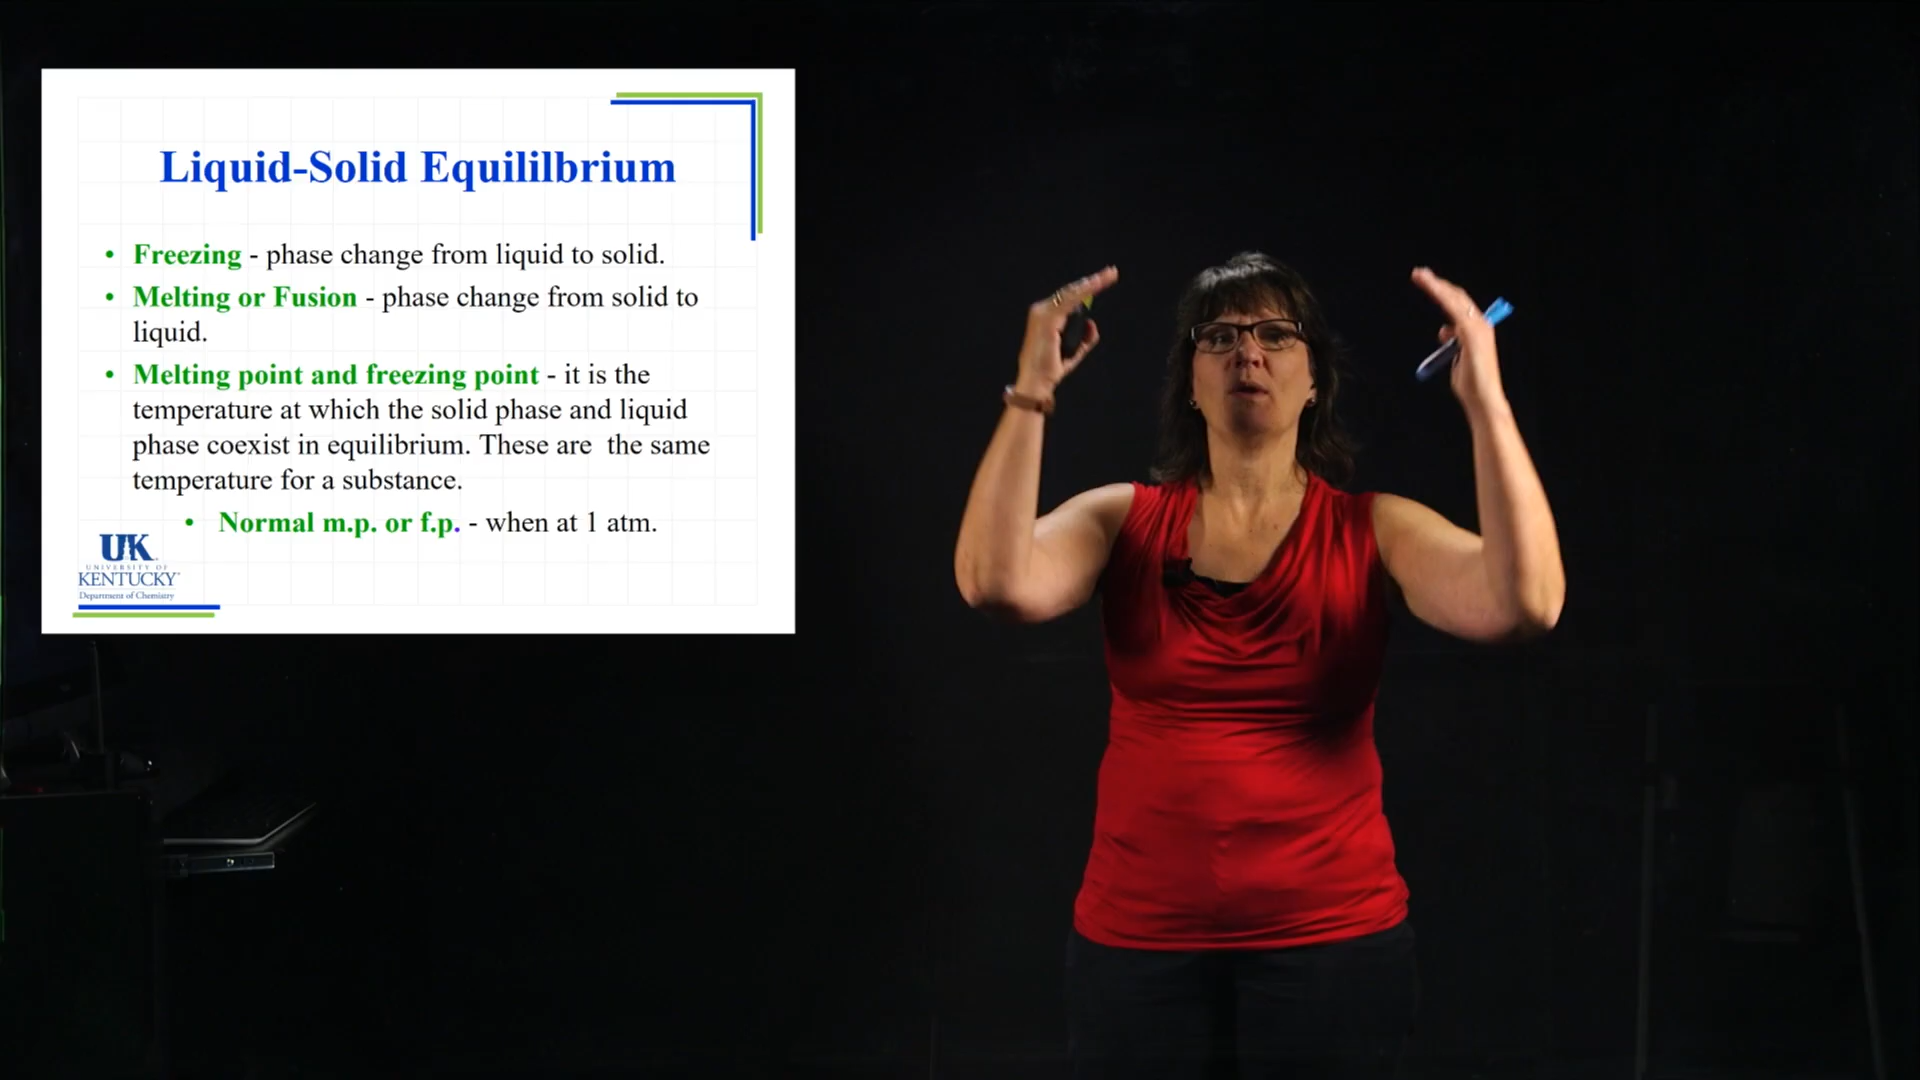 Liquid-Solid Equililbrium
• Freezing - phase change from liquid to solid.
• Melting or Fusion - phase change from solid to
liquid.
• Melting point and freezing point - it is the
temperature at which the solid phase and liquid
phase coexist in equilibrium. These are the same
temperature for a substance.
• Normal m.p. or f.p. - when at 1 atm.
UK
UNIVERSITY OF
KENTUCKY
Department of Chemistry